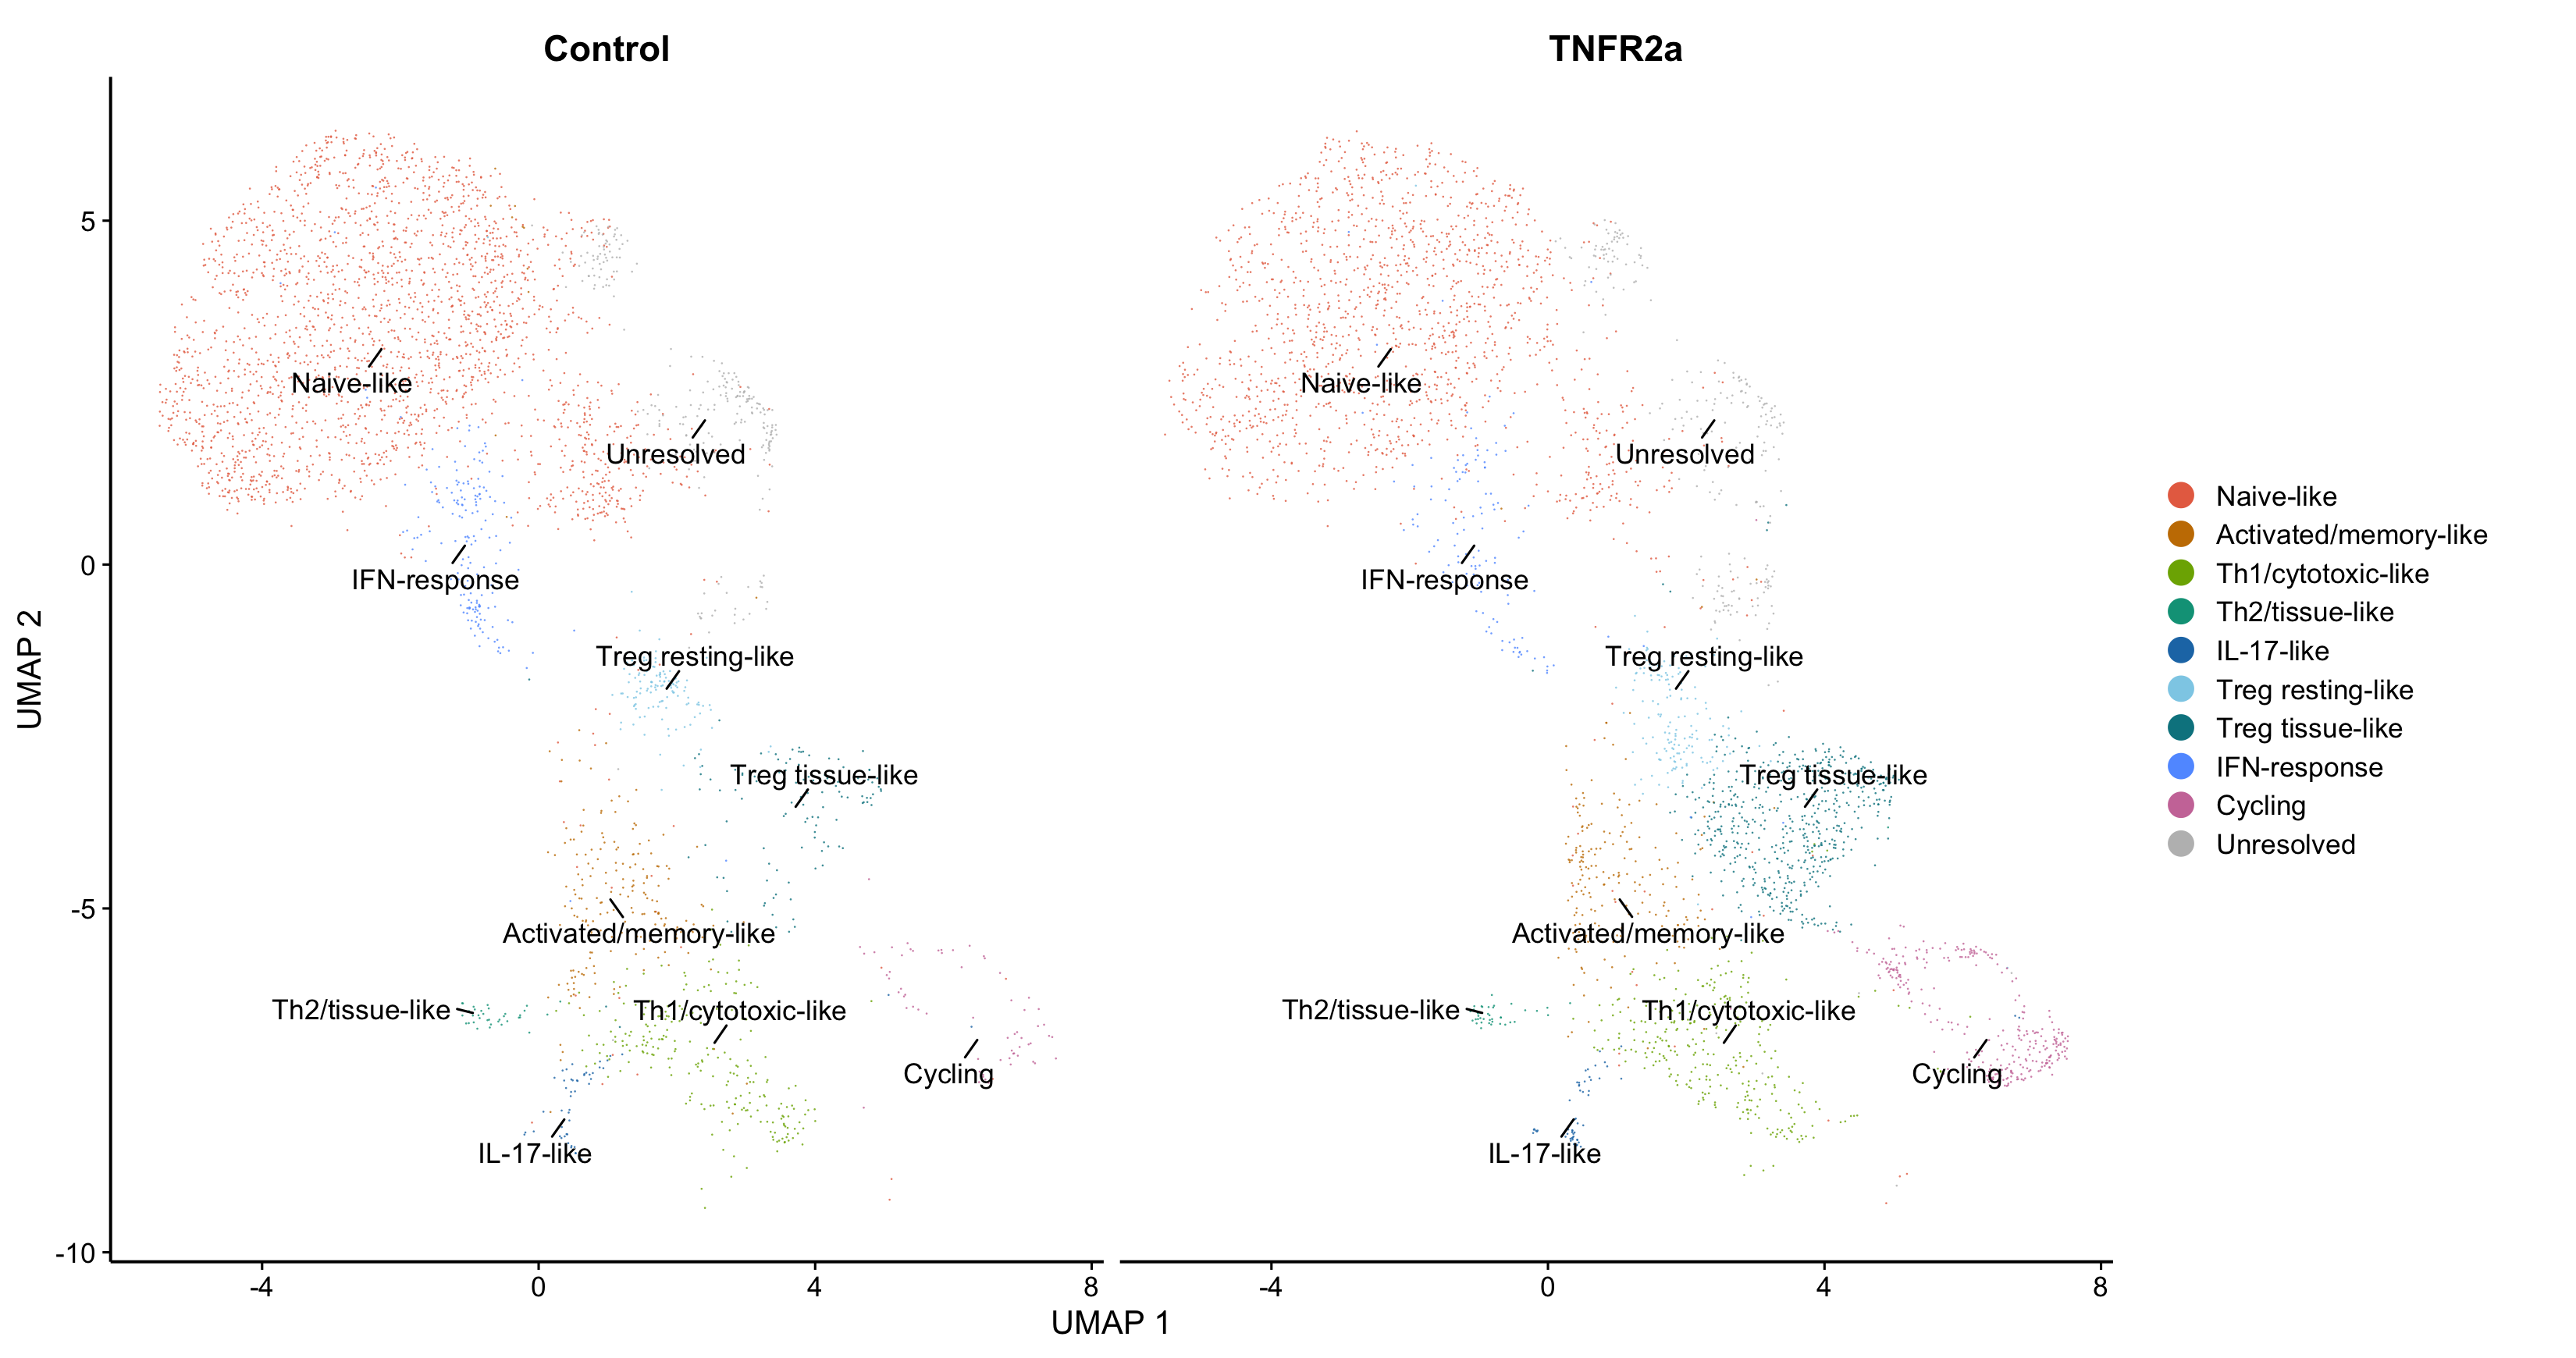 Control
TNFR2a
UMAP 2
5
0
-5
-10
Naive-like
Unresolved
IFN-response
Treg resting-like
Treg tissue-like
Activated/memory-like
Th2/tissue-like
Th1/cytotoxic-like
Cycling
IL-17-like
-4
0
4
8
Naive-like
Unresolved
IFN-response
Treg resting-like
Treg tissue-like
Activated/memory-like
Th2/tissue-like
Th1/cytotoxic-like
Cycling
IL-17-like
-4
0
4
8
UMAP 1
Naive-like
Activated/memory-like
Th1/cytotoxic-like
Th2/tissue-like
IL-17-like
Treg resting-like
Treg tissue-like
IFN-response
Cycling
Unresolved